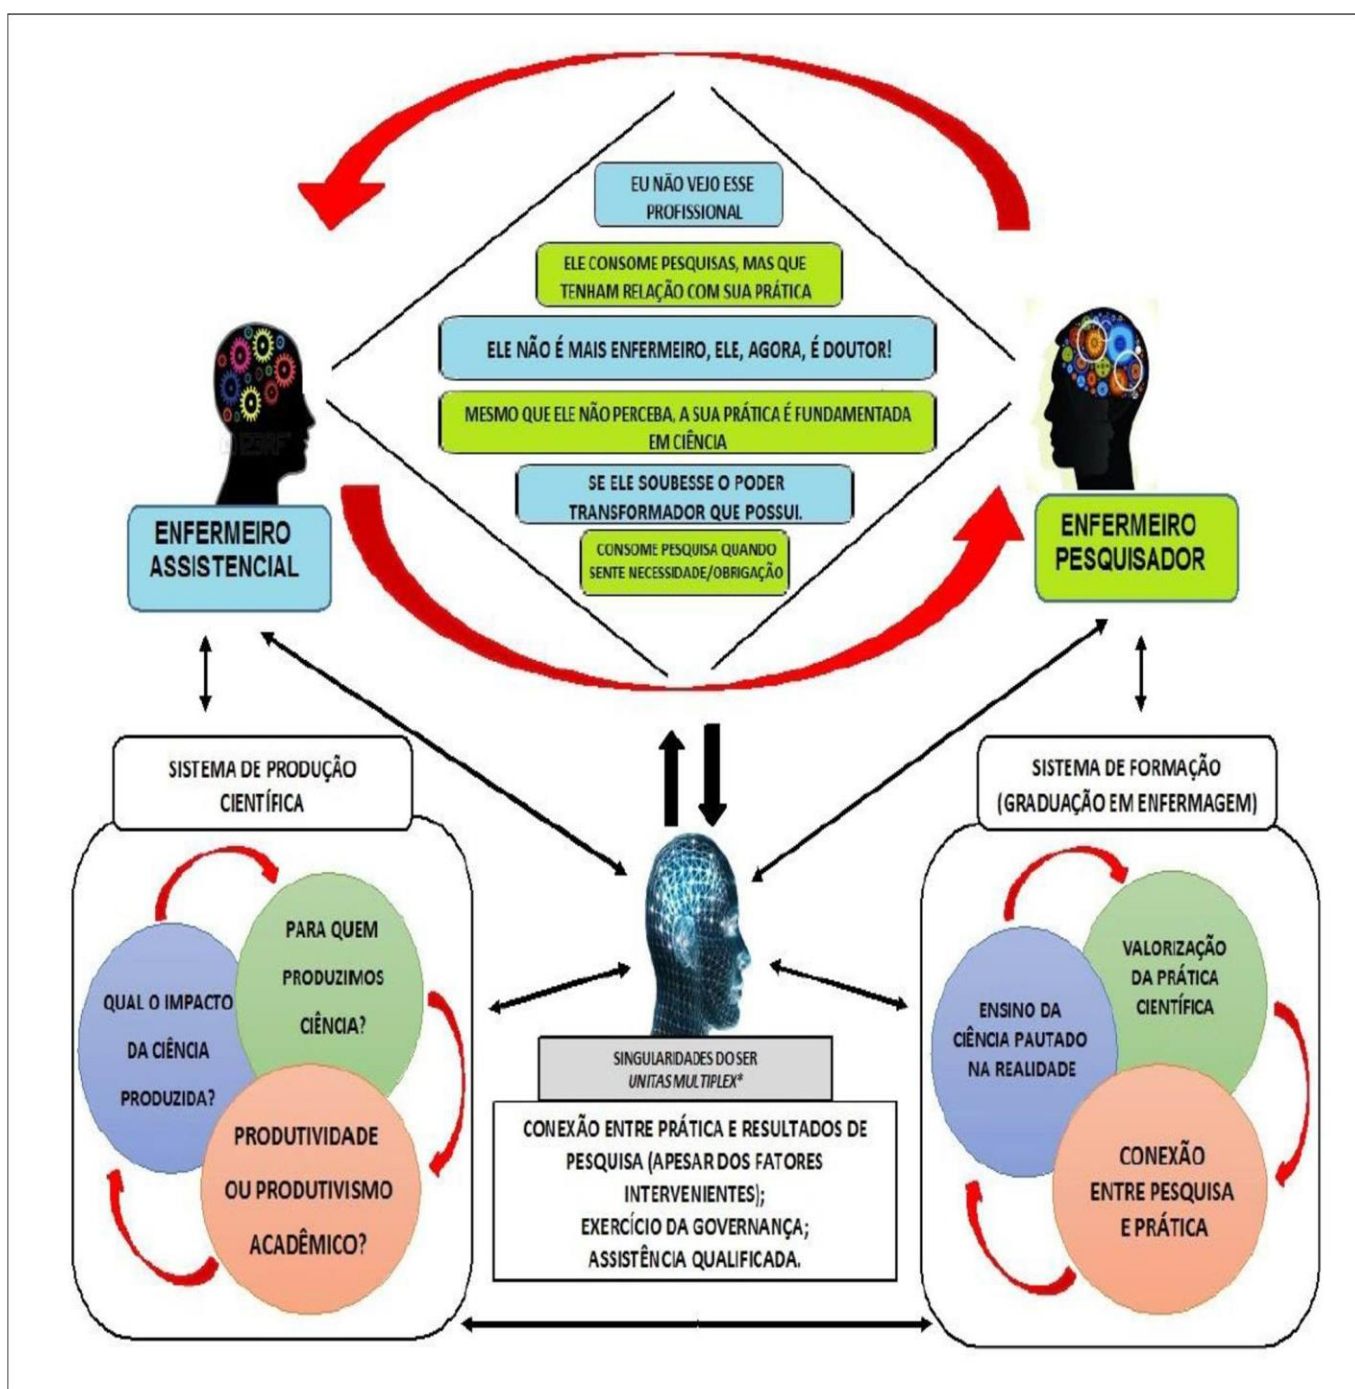 EU NÃO VEJO ESSE
PROFISSIONAL
ELE CONSOME PESQUISAS, MAS QUE
TENHAM RELAÇÃO COM SUA PRÁTICA
ELE NÃO É MAIS ENFERMEIRO, ELE, AGORA, É DOUTOR!
MESMO QUE ELE NÃO PERCEBA, A SUA PRÁTICA É FUNDAMENTADA
EM CIÊNCIA
SE ELE SOUBESSE O PODER
TRANSFORMADOR QUE POSSUI.
CONSOME PESQUISA QUANDO
SENTE NECESSIDADE/OBRIGAÇÃO
ENFERMEIRO
ASSISTENCIAL
ENFERMEIRO
PESQUISADOR
SISTEMA DE PRODUÇÃO
CIENTÍFICA
QUAL O IMPACTO
DA CIÊNCIA
PRODUZIDA?
PARA QUEM
PRODUZIMOS
CIÊNCIA?
PRODUTIVIDADE
OU PRODUTIVISMO
ACADÊMICO?
SINGULARIDADES DO SER
UNITAS MULTIPLEX*
CONEXÃO ENTRE PRÁTICA E RESULTADOS DE
PESQUISA (APESAR DOS FATORES
INTERVENIENTES);
EXERCÍCIO DA GOVERNANÇA;
ASSISTÊNCIA QUALIFICADA.
SISTEMA DE FORMAÇÃO
(GRADUAÇÃO EM ENFERMAGEM)
ENSINO DA
CIÊNCIA PAUTADO
NA REALIDADE
VALORIZAÇÃO
DA PRÁTICA
CIENTÍFICA
CONEXÃO
ENTRE PESQUISA
E PRÁTICA